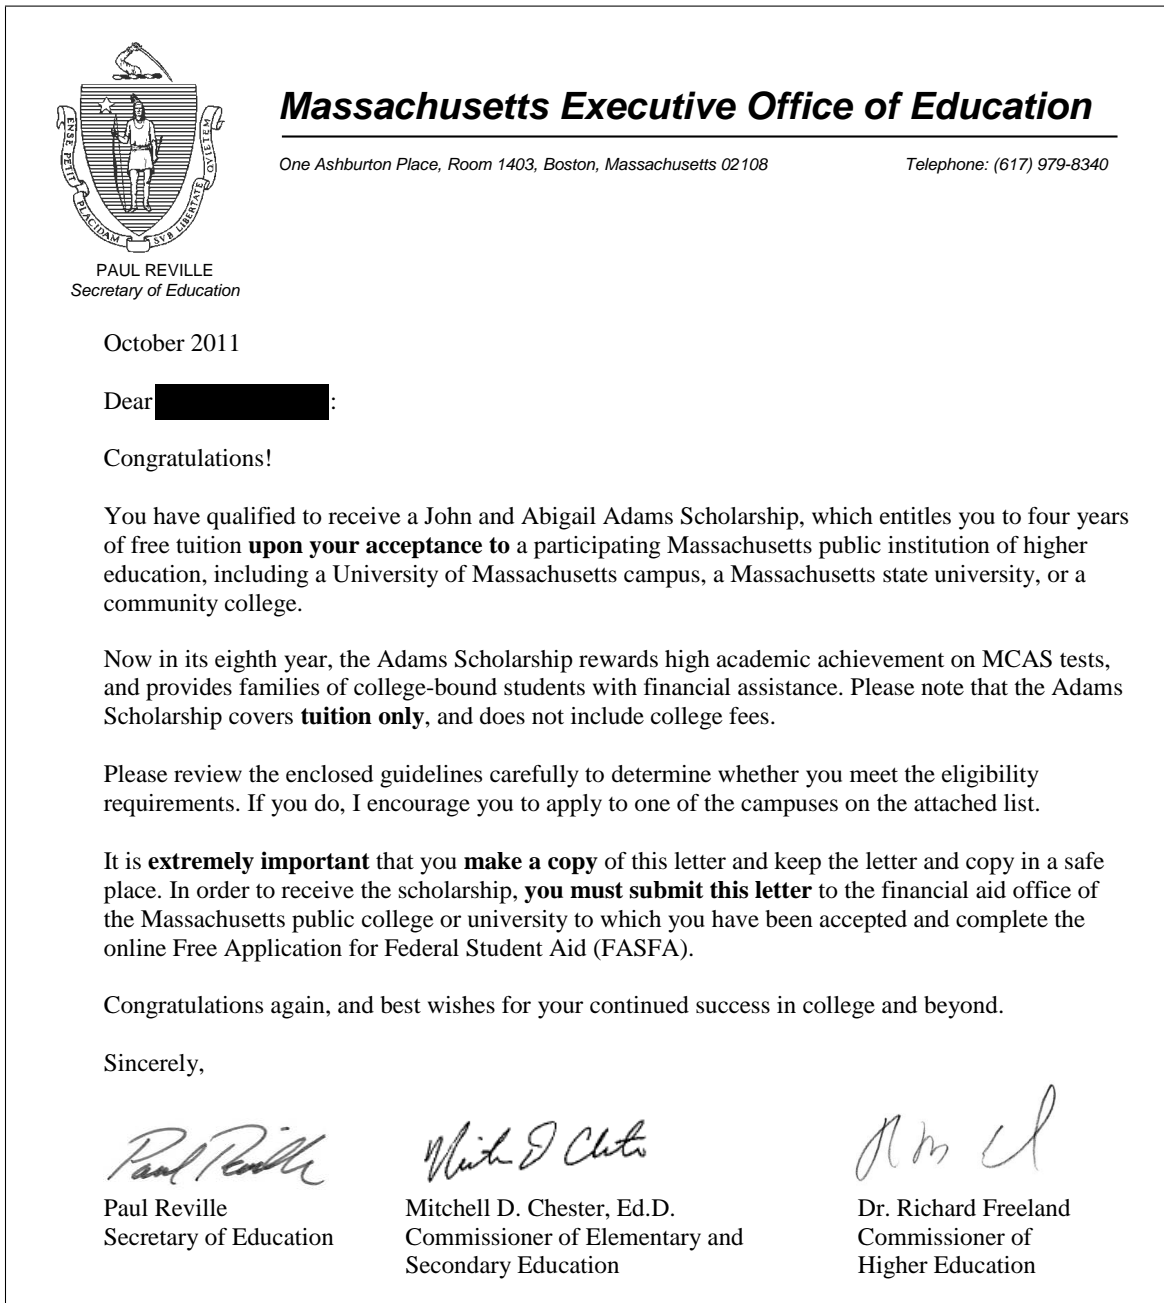 Massachusetts Executive Office of Education
One Ashburton Place, Room 1403, Boston, Massachusetts 02108 Telephone: (617) 979-8340
ENSE PETIT PLACIDAM SVB LIBERTATE QVIETEM
PAUL REVILLE
Secretary of Education
October 2011
Dear :
Congratulations!
You have qualified to receive a John and Abigail Adams Scholarship, which entitles you to four years
of free tuition upon your acceptance to a participating Massachusetts public institution of higher
education, including a University of Massachusetts campus, a Massachusetts state university, or a
community college.
Now in its eighth year, the Adams Scholarship rewards high academic achievement on MCAS tests,
and provides families of college-bound students with financial assistance. Please note that the Adams
Scholarship covers tuition only, and does not include college fees.
Please review the enclosed guidelines carefully to determine whether you meet the eligibility
requirements. If you do, I encourage you to apply to one of the campuses on the attached list.
It is extremely important that you make a copy of this letter and keep the letter and copy in a safe
place. In order to receive the scholarship, you must submit this letter to the financial aid office of
the Massachusetts public college or university to which you have been accepted and complete the
online Free Application for Federal Student Aid (FASFA).
Congratulations again, and best wishes for your continued success in college and beyond.
Sincerely,
Paul Reville
Paul Reville Mitchell D. Chester, Ed.D. Dr. Richard Freeland
Secretary of Education Commissioner of Elementary and Commissioner of
Secondary Education Higher Education